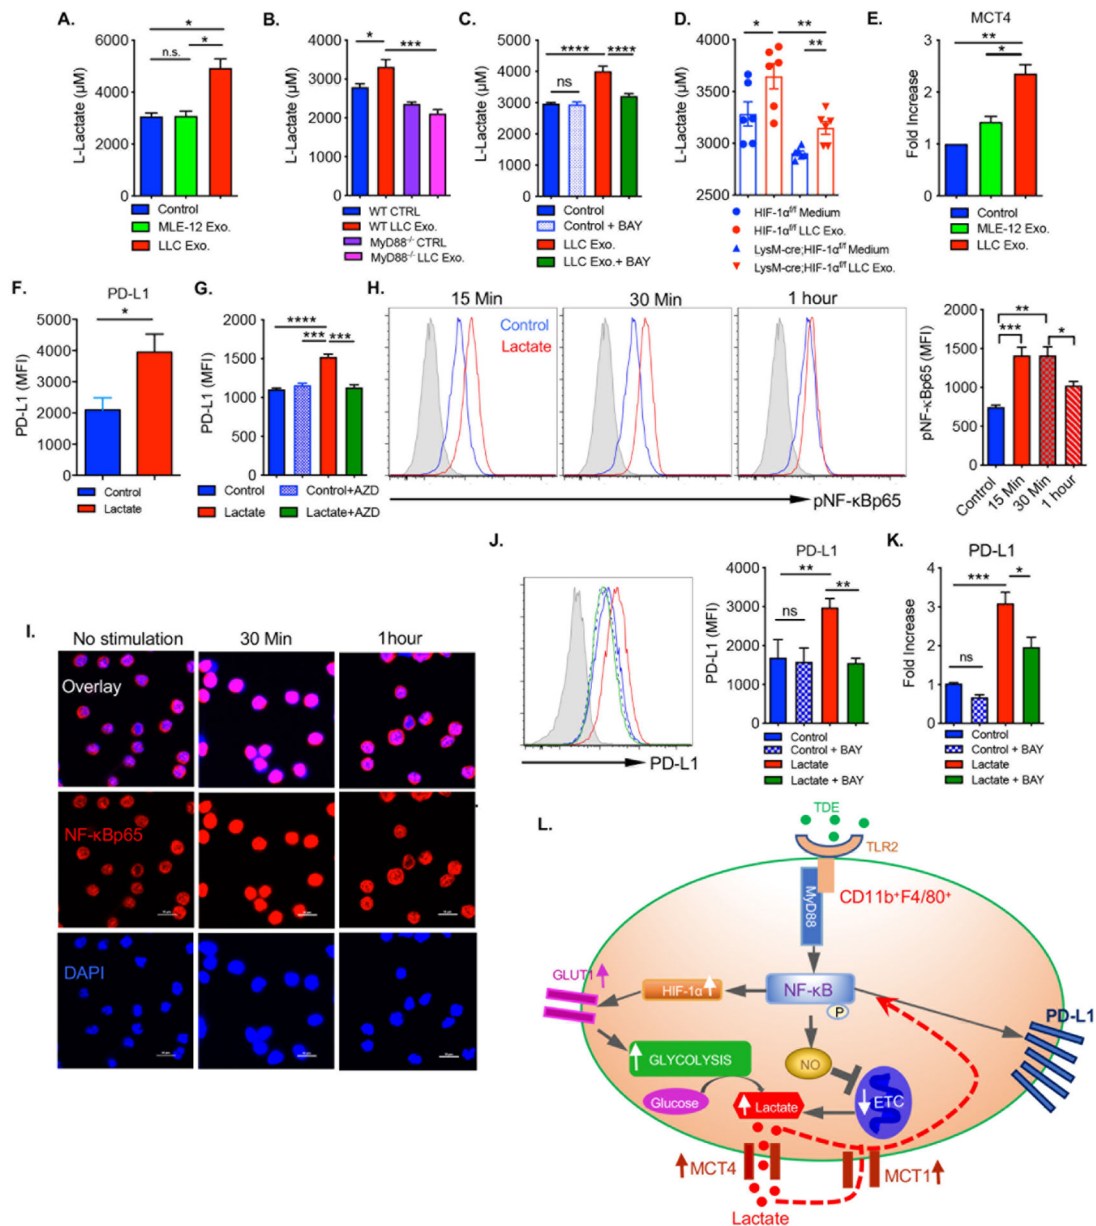 A.
6000
4000
2000
0
L-Lactate (µM)
*
n.s.
*
Control
MLE-12 Exo.
LLC Exo.
B.
4000
3000
2000
1000
0
L-Lactate (µM)
*
***
WT CTRL
WT LLC Exo.
MyD88-/- CTRL
MyD88-/- LLC Exo.
C.
5000
4000
3000
2000
1000
0
L-Lactate (µM)
****
****
ns
Control
Control + BAY
LLC Exo.
LLC Exo.+ BAY
D.
4000
3500
3000
2500
L-Lactate (µM)
*
**
**
HIF-1αf/f Medium
HIF-1αf/f LLC Exo.
LysM-cre;HIF-1αf/f Medium
LysM-cre;HIF-1αf/f LLC Exo.
E.
MCT4
3
2
1
0
Fold Increase
**
*
Control
MLE-12 Exo.
LLC Exo.
F.
PD-L1
5000
4000
3000
2000
1000
0
PD-L1 (MFI)
*
Control
Lactate
G.
2000
1500
1000
500
0
PD-L1 (MFI)
****
*** ***
Control
Control+AZD
Lactate
Lactate+AZD
H.
15 Min
30 Min
1 hour
Control
Lactate
pNF-κBp65
2000
1500
1000
500
0
pNF-κBp65 (MFI)
**
***
*
Control
15 Min
30 Min
1 hour
I.
No stimulation
30 Min
1hour
Overlay
NF-κBp65
DAPI
J.
PD-L1
PD-L1
4000
3000
2000
1000
0
PD-L1 (MFI)
**
**
ns
Control
Control + BAY
Lactate
Lactate + BAY
K.
PD-L1
4
3
2
1
0
Fold Increase
***
*
ns
Control
Control + BAY
Lactate
Lactate + BAY
L.
TDE
TLR2
MyD88
CD11b+F4/80+
GLUT1
HIF-1α
NF-κB
P
PD-L1
GLYCOLYSIS
NO
Glucose
Lactate
ETC
MCT4
MCT1
Lactate